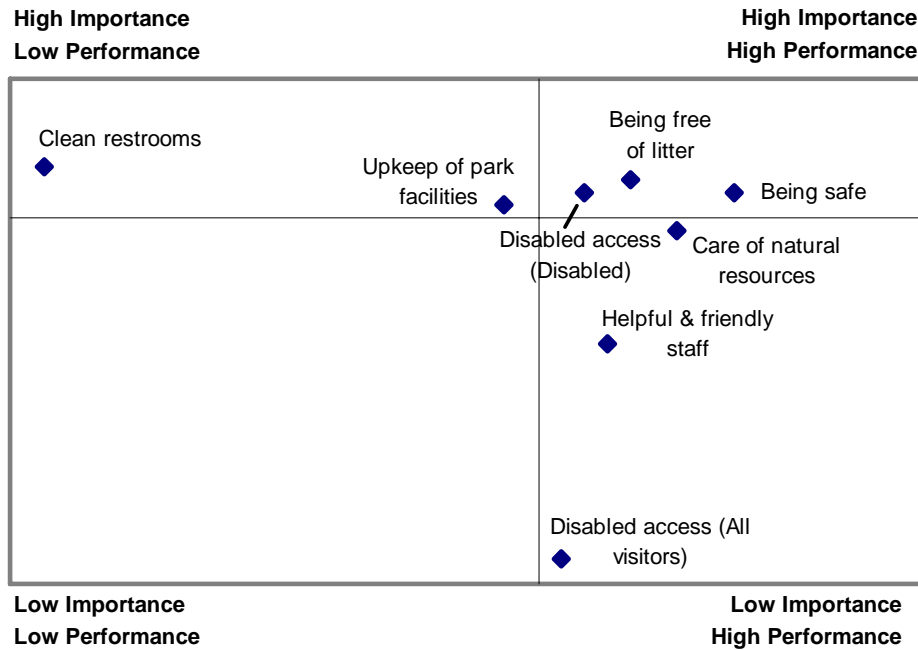 High Importance
Low Performance
High Importance
High Performance
Clean restrooms
Upkeep of park
facilities
Being free
of litter
Being safe
Disabled access
(Disabled)
Care of natural
resources
Helpful & friendly
staff
Disabled access (All
visitors)
Low Importance
Low Performance
Low Importance
High Performance